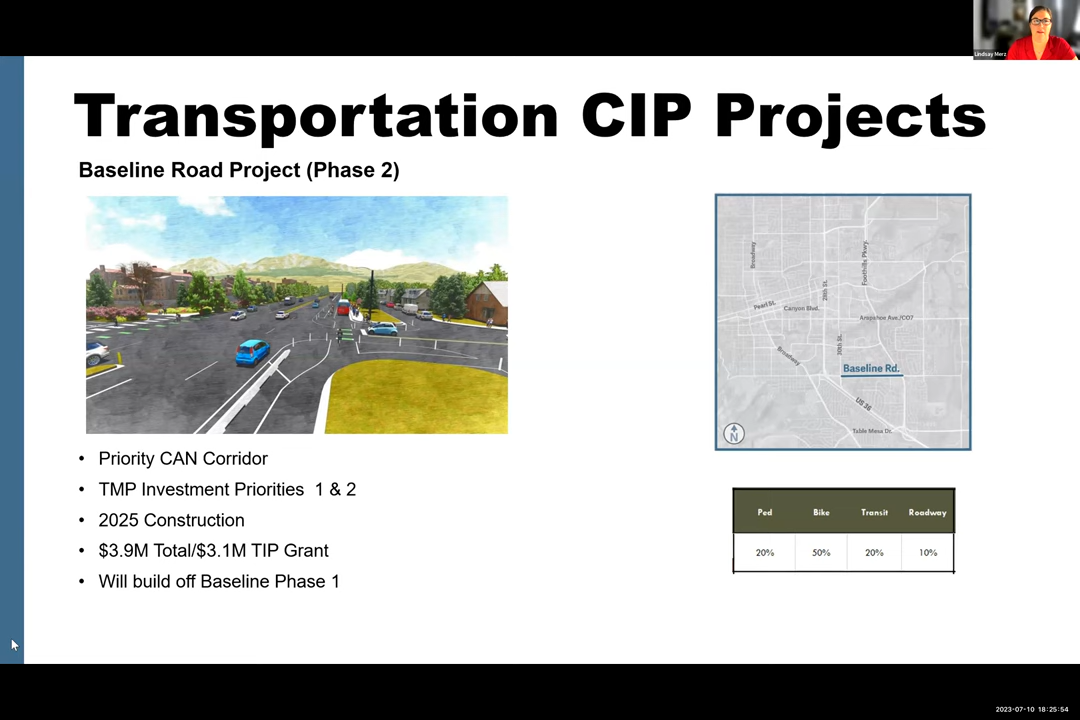 Lindsay Merz
Transportation CIP Projects
Baseline Road Project (Phase 2)
Broadway
Foothills Pkwy.
28th St.
Pearl St.
Canyon Blvd.
Arapahoe Ave./CO7
30th St.
Broadway
Baseline Rd.
US 36
Table Mesa Dr.
N
• Priority CAN Corridor
• TMP Investment Priorities 1 & 2
• 2025 Construction
• $3.9M Total/$3.1M TIP Grant
• Will build off Baseline Phase 1
Ped Bike Transit Roadway
20% 50% 20% 10%
2023-07-10 18:25:54